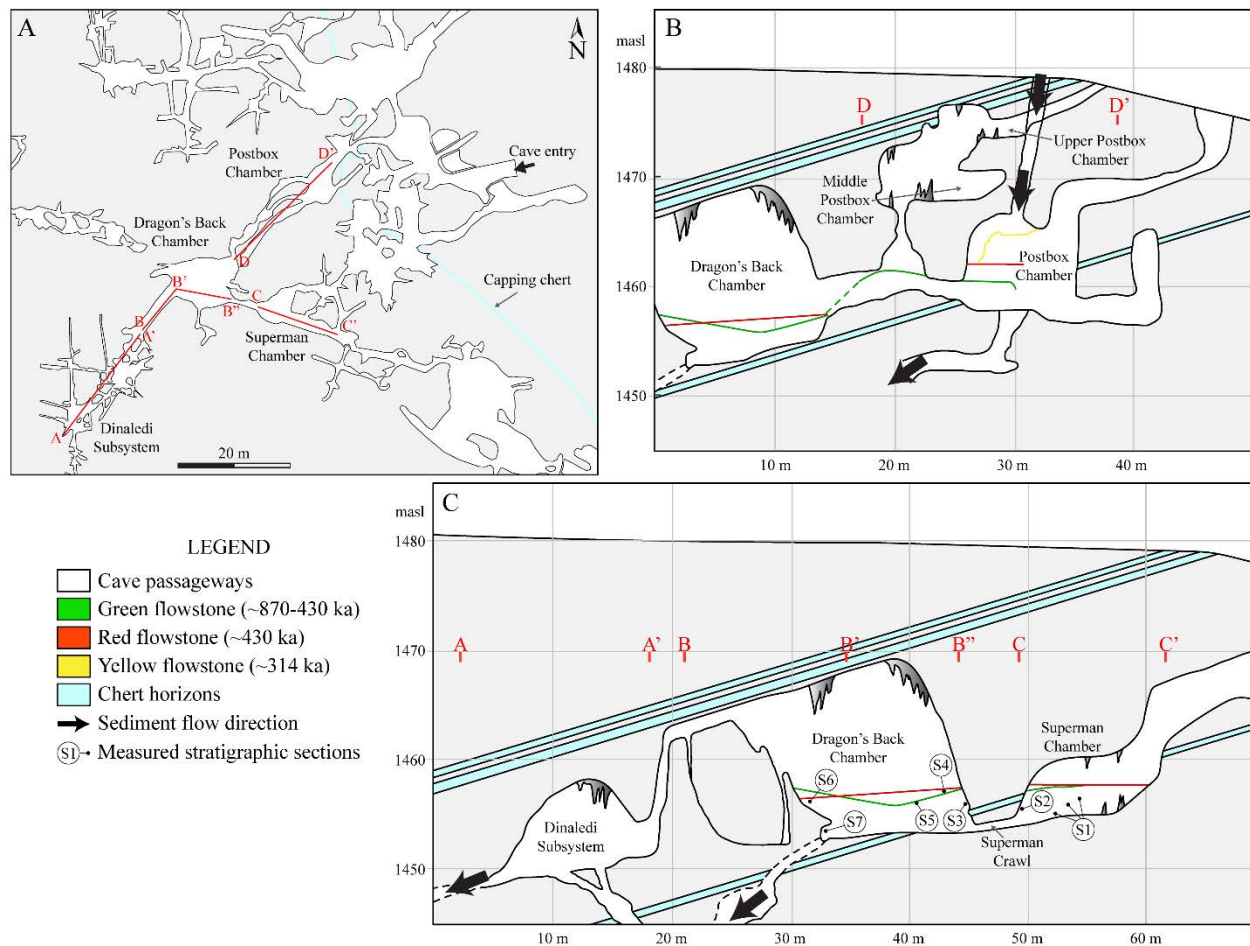 A
N
D'
Postbox
Chamber
Cave entry
Dragon's Back
Chamber
D
B'
C
B"
Capping chert
B
A'
C"
Superman
Chamber
Dinaledi
Subsystem
A
20 m
masl
B
1480
D
D'
Upper Postbox
Chamber
1470
Middle
Postbox
Chamber
Dragon's Back
Chamber
Postbox
Chamber
1460
1450
10 m
20 m
30 m
40 m
masl
C
1480
1470
A
A'
B
B'
B"
C
C'
Superman
Chamber
Dragon's Back
Chamber
1460
S4
S6
S2
Dinaledi
Subsystem
S7
S5
S3
S1
Superman
Crawl
1450
10 m
20 m
30 m
40 m
50 m
60 m
LEGEND
Cave passageways
Green flowstone (~870-430 ka)
Red flowstone (~430 ka)
Yellow flowstone (~314 ka)
Chert horizons
Sediment flow direction
S1 Measured stratigraphic sections